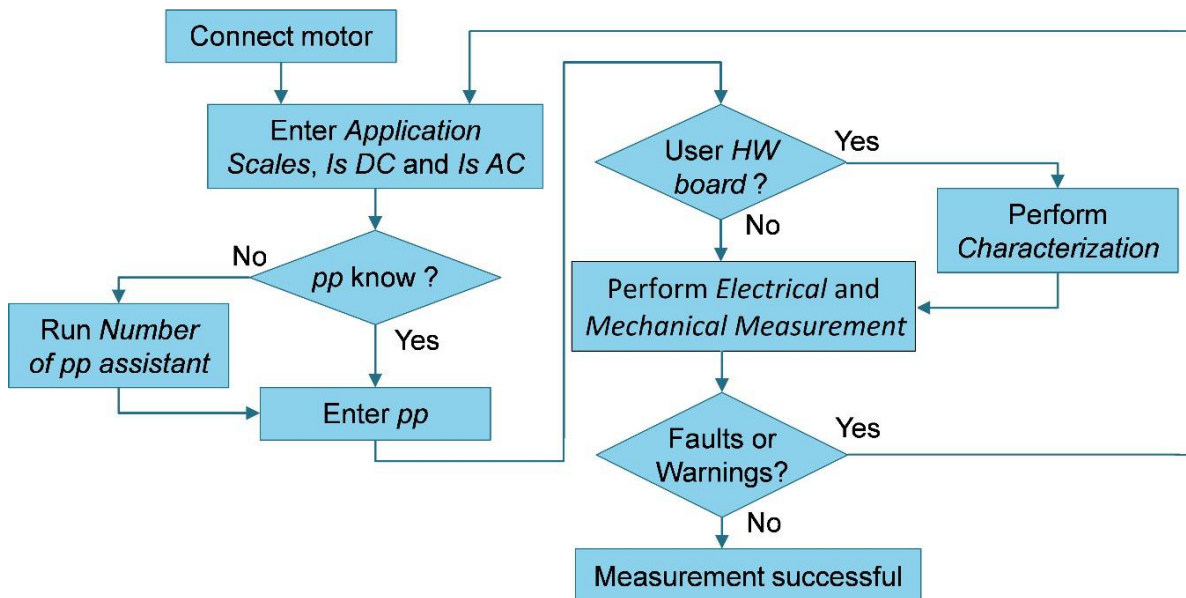 Connect motor
Enter Application
Scales, Is DC and Is AC
pp know ?
No
Yes
Run Number
of pp assistant
Enter pp
User HW
board ?
Yes
No
Perform
Characterization
Perform Electrical and
Mechanical Measurement
Faults or
Warnings?
Yes
No
Measurement successful